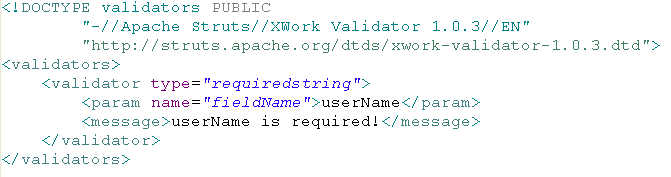 <!DOCTYPE validators PUBLIC
"-//Apache Struts//XWork Validator 1.0.3//EN"
"http://struts.apache.org/dtds/xwork-validator-1.0.3.dtd">
<validators>
<validator type="requiredstring">
<param name="fieldName">userName</param>
<message>userName is required!</message>
</validator>
</validators>